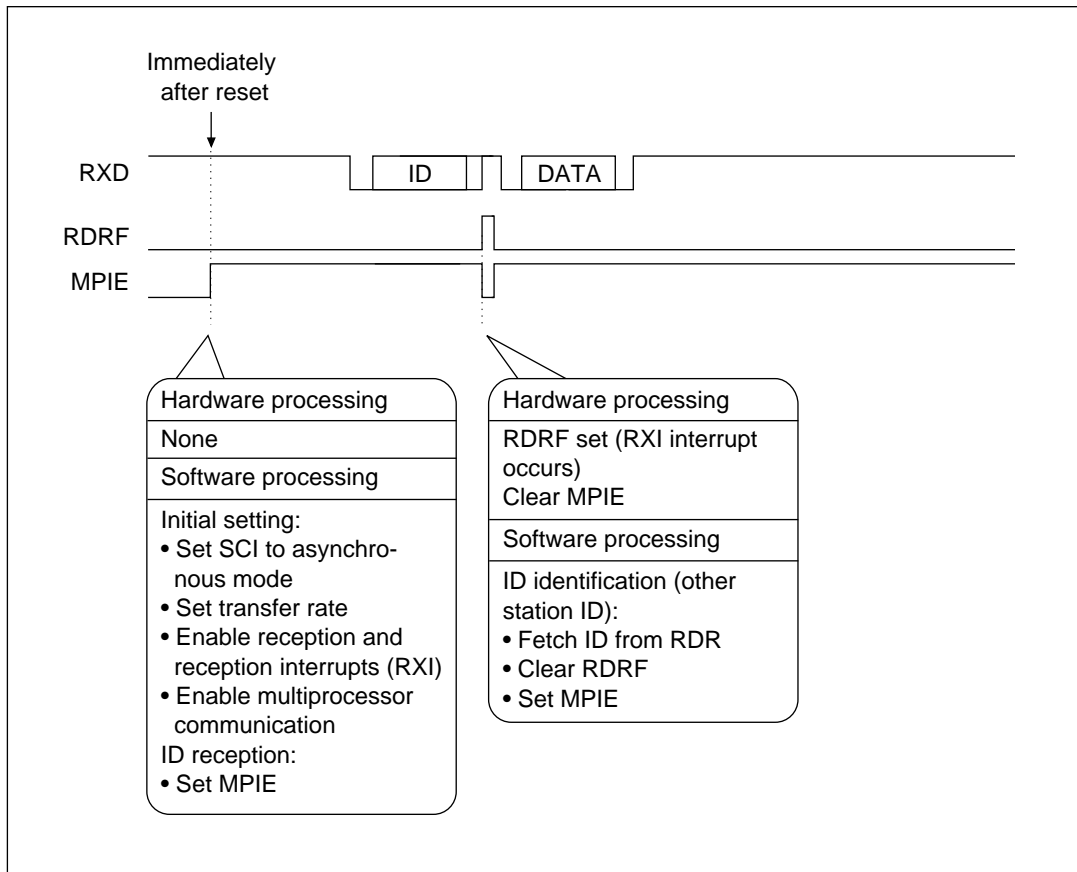 Immediately
after reset
RXD
ID
DATA
RDRF
MPIE
Hardware processing
None
Software processing
Initial setting:
• Set SCI to asynchro-
nous mode
• Set transfer rate
• Enable reception and
reception interrupts (RXI)
• Enable multiprocessor
communication
ID reception:
• Set MPIE
Hardware processing
RDRF set (RXI interrupt
occurs)
Clear MPIE
Software processing
ID identification (other
station ID):
• Fetch ID from RDR
• Clear RDRF
• Set MPIE